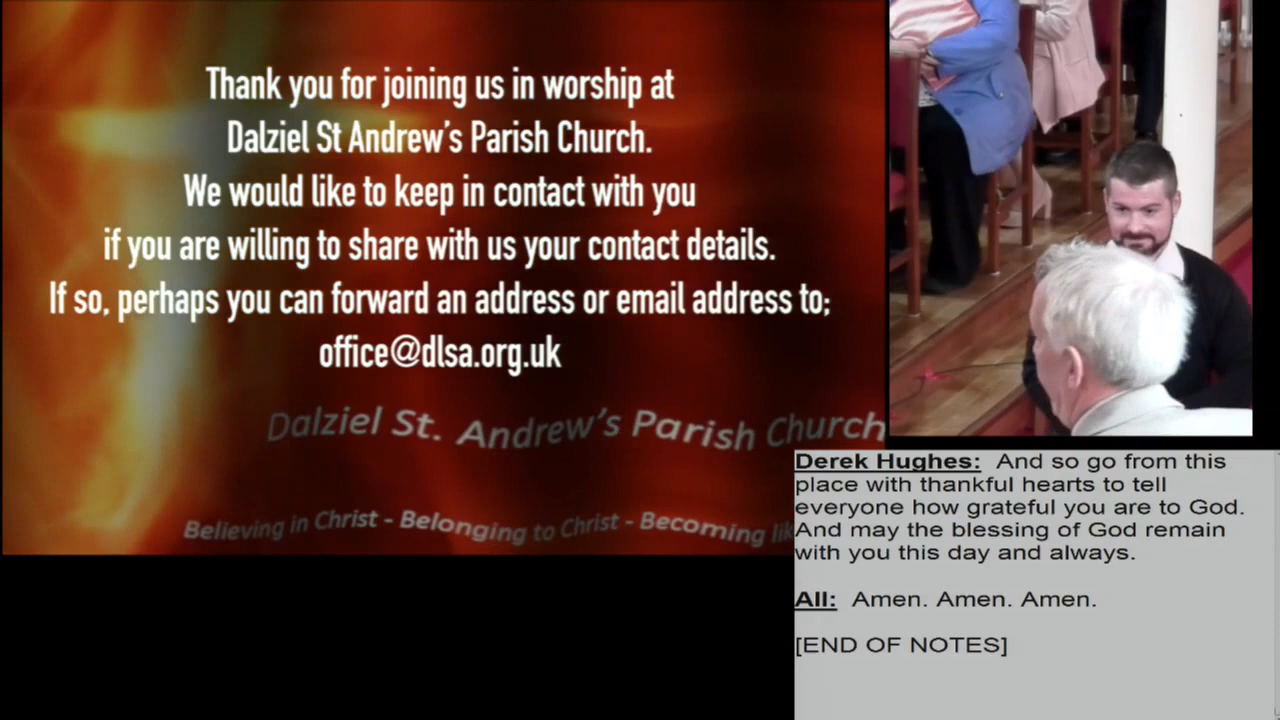 Thank you for joining us in worship at
Dalziel St Andrew's Parish Church.
We would like to keep in contact with you
if you are willing to share with us your contact details.
If so, perhaps you can forward an address or email address to;
office@dlsa.org.uk
Dalziel St. Andrew's Parish Church
Believing in Christ - Belonging to Christ - Becoming lik
Derek Hughes: And so go from this
place with thankful hearts to tell
everyone how grateful you are to God.
And may the blessing of God remain
with you this day and always.
All: Amen. Amen. Amen.
[END OF NOTES]